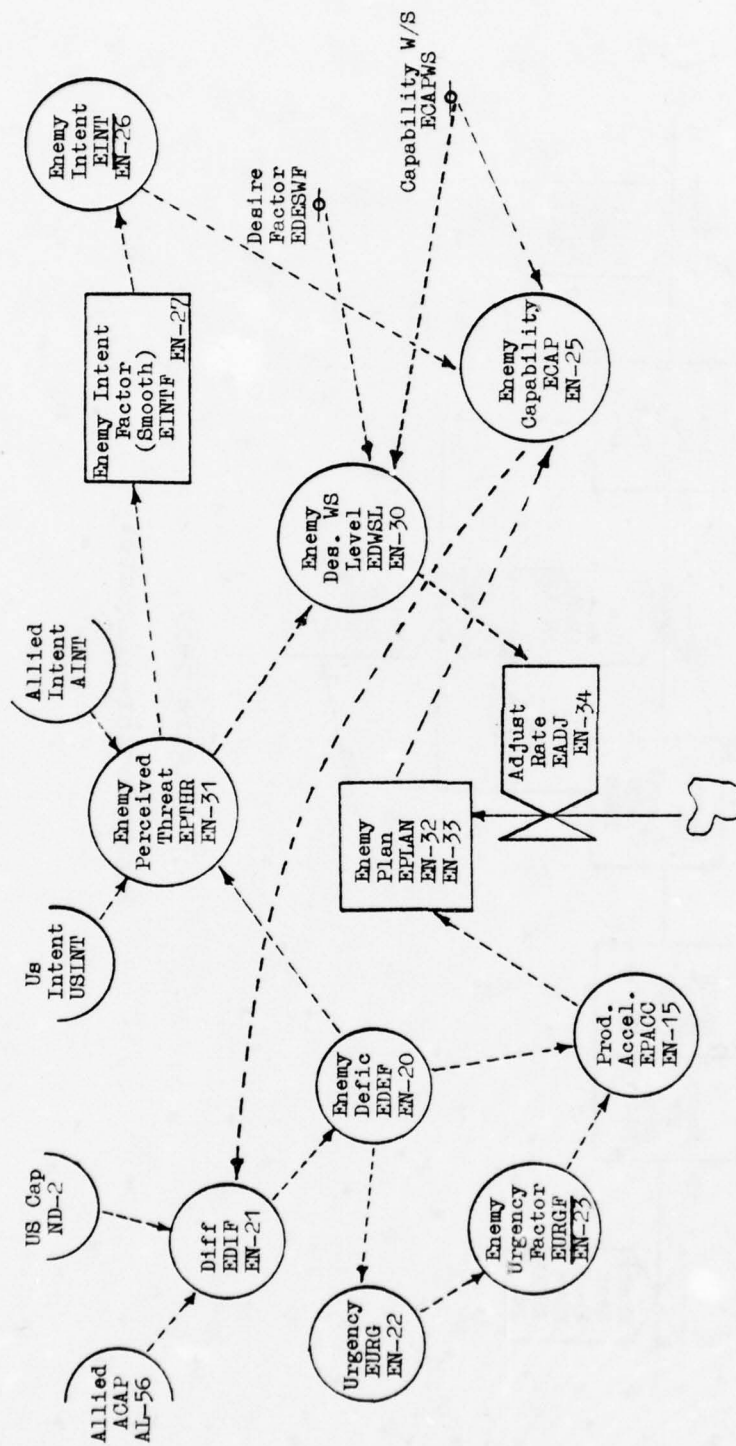 Allied
ACAP
AL-56
US Cap
ND-2
Us
Intent
USINT
Allied
Intent
AINT
Enemy Intent
Factor
(Smooth)
EINTF EN-27
Enemy
Intent
EINT
EN-26
Diff
EDIF
EN-21
Enemy
Perceived
Threat
EPTHR
EN-31
Desire
Factor
EDESWF
Capability W/S
ECAPWS
Urgency
EURG
EN-22
Enemy
Defic
EDEF
EN-20
Enemy
Des. WS
Level
EDWSL
EN-30
Enemy
Capability
ECAP
EN-25
Enemy
Urgency
Factor
EURGF
EN-23
Enemy
Plan
EPLAN
EN-32
EN-33
Adjust
Rate
EADJ
EN-34
Prod.
Accel.
EPACC
EN-15